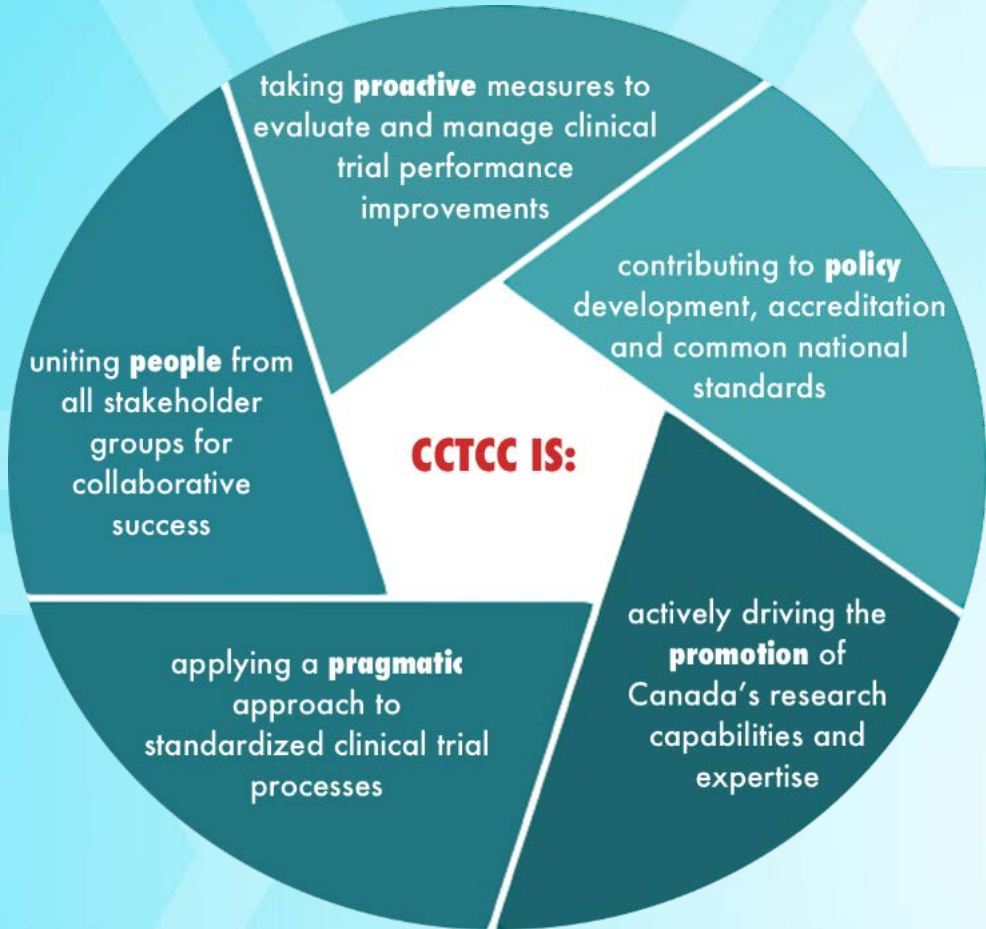 taking proactive measures to
evaluate and manage clinical
trial performance
improvements
contributing to policy
development, accreditation
and common national
standards
actively driving the
promotion of
Canada's research
capabilities and
expertise
applying a pragmatic
approach to
standardized clinical trial
processes
uniting people from
all stakeholder
groups for
collaborative
success
CCTCC IS: